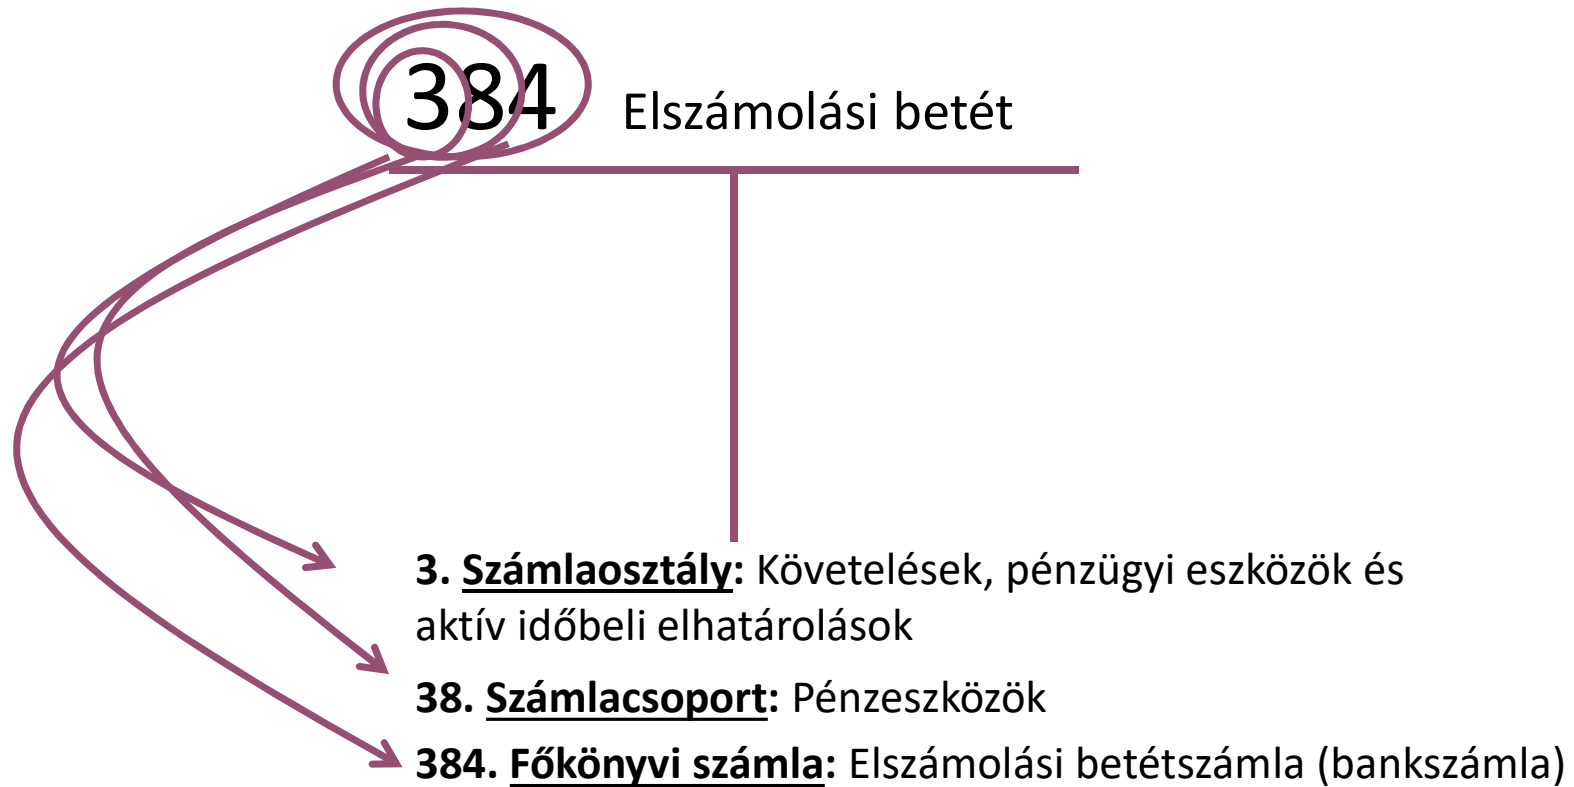 384 Elszámolási betét
3. Számlaosztály: Követelések, pénzügyi eszközök és
aktív időbeli elhatárolások
38. Számlacsoport: Pénzeszközök
384. Főkönyvi számla: Elszámolási betétszámla (bankszámla)